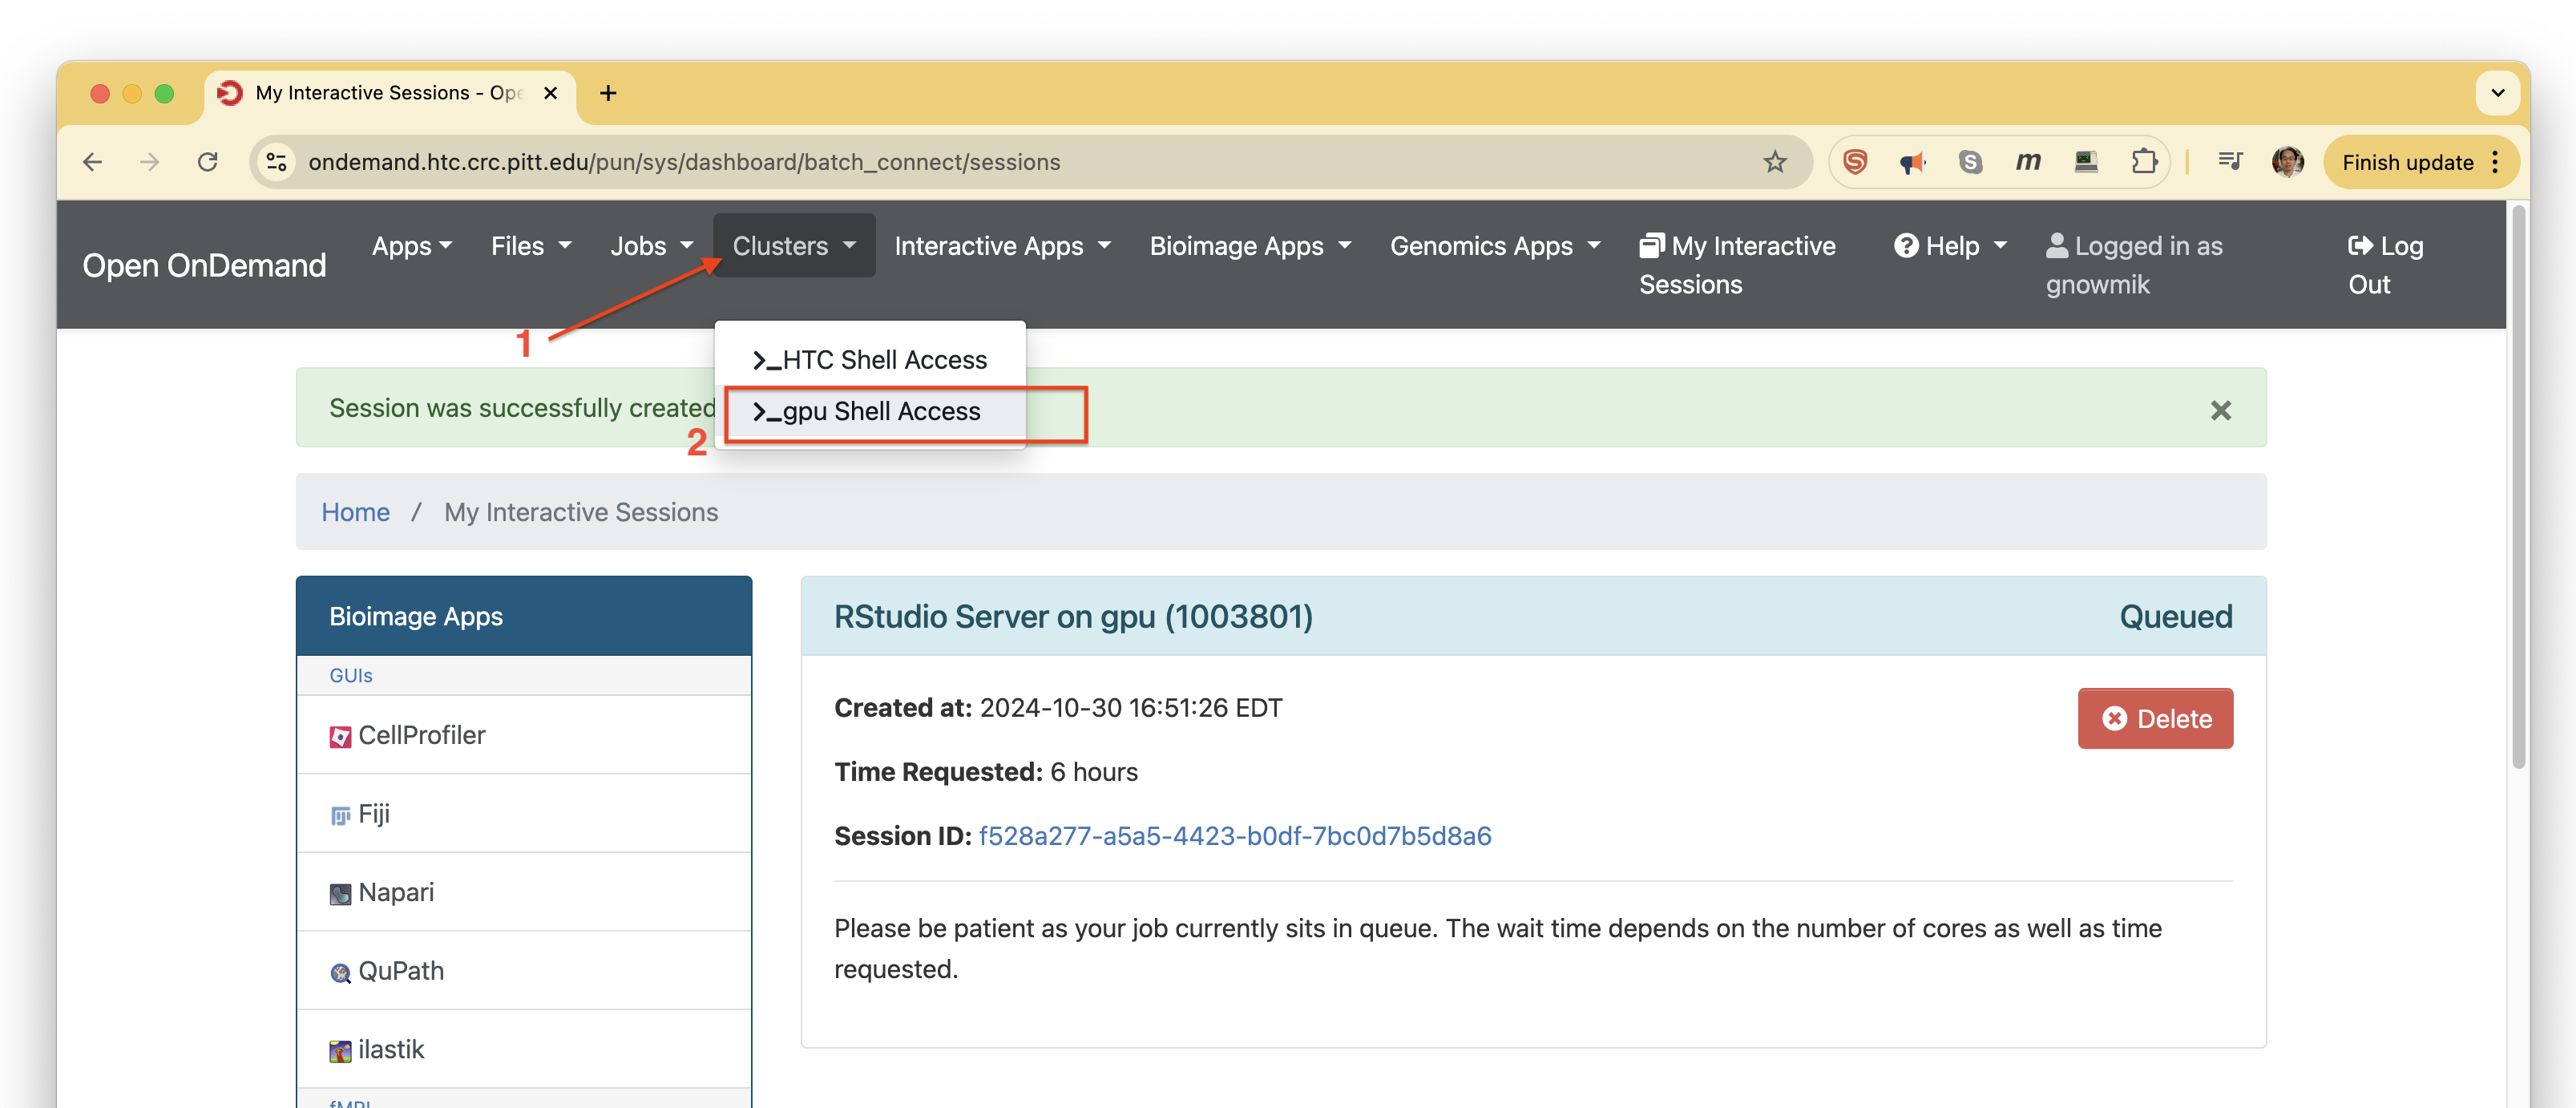 My Interactive Sessions - Ope
ondemand.htc.crc.pitt.edu/pun/sys/dashboard/batch_connect/sessions
Finish update
Open OnDemand
Apps
Files
Jobs
Clusters
Interactive Apps
Bioimage Apps
Genomics Apps
My Interactive
Sessions
Help
Logged in as
gnowmik
Log
Out
1
>_HTC Shell Access
>_gpu Shell Access
2
Session was successfully created
Home / My Interactive Sessions
Bioimage Apps
GUIs
CellProfiler
Fiji
Napari
QuPath
ilastik
fMRI
RStudio Server on gpu (1003801)
Queued
Created at: 2024-10-30 16:51:26 EDT
Delete
Time Requested: 6 hours
Session ID: f528a277-a5a5-4423-b0df-7bc0d7b5d8a6
Please be patient as your job currently sits in queue. The wait time depends on the number of cores as well as time
requested.